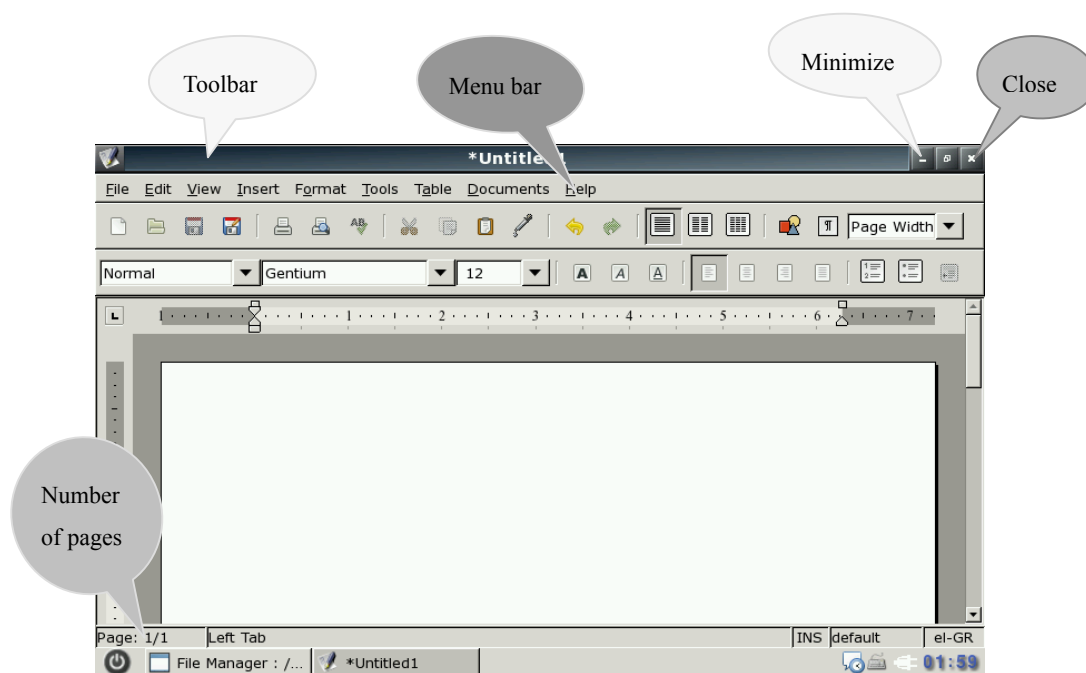 Toolbar
Menu bar
Minimize
Close
*Untitled1
File Edit View Insert Format Tools Table Documents Help
Page Width
Normal Gentium 12
1 1 2 3 4 5 6 7
Number
of pages
Page: 1/1 Left Tab INS default el-GR
File Manager : /... *Untitled1 01:59